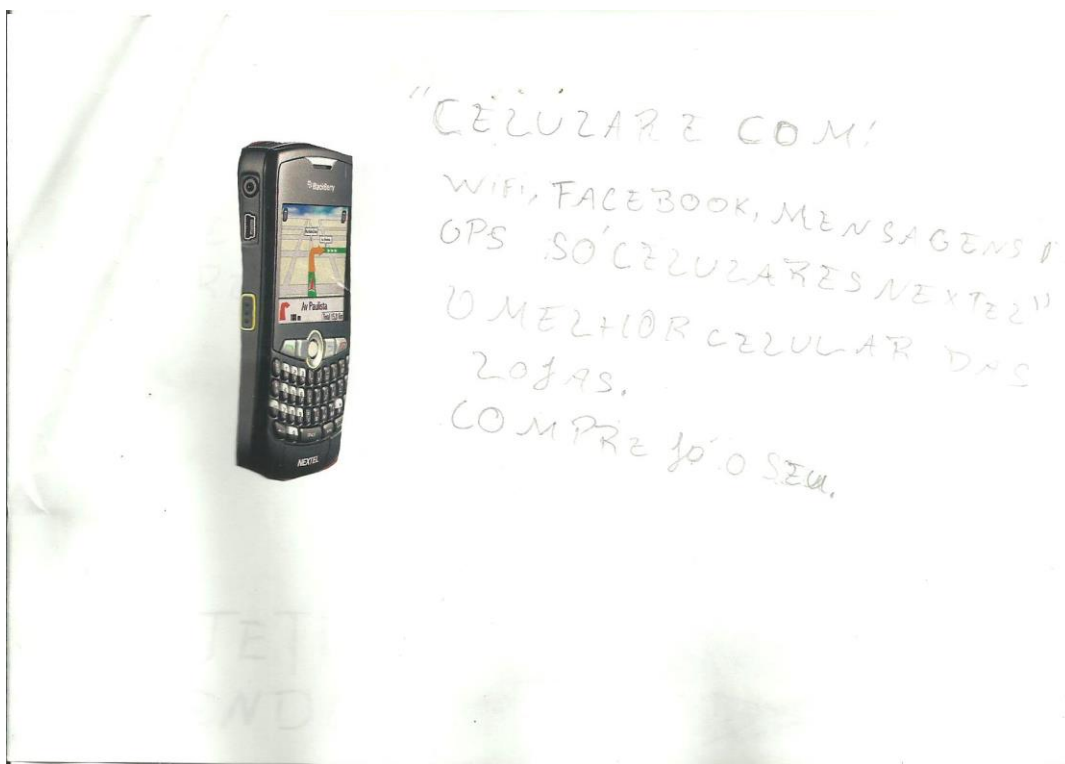 BlackBerry
Av Paulista
NEXTEL
"CELULARE COM:
WIFI, FACEBOOK, MENSAGENS E
GPS SÓ CELULARES NEXTEL"
O MELHOR CELULAR DAS
LOJAS.
COMPRE JÁ O SEU.